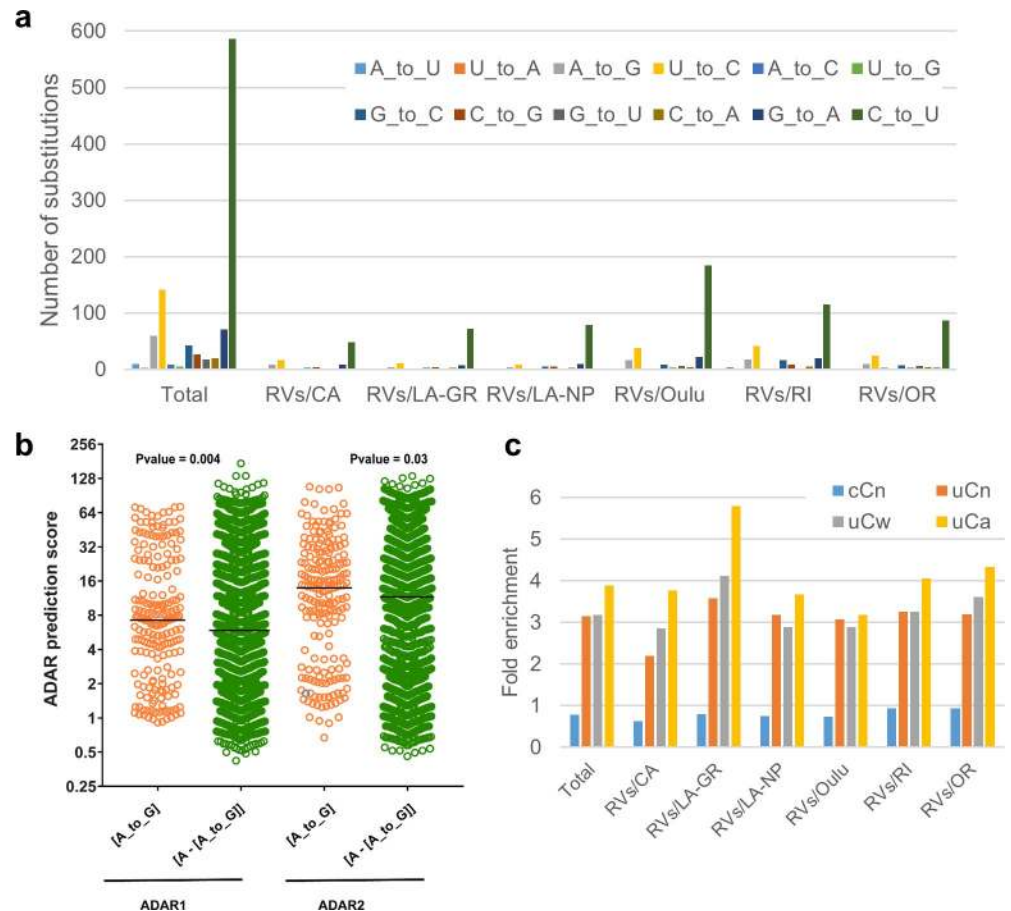 a
600
500
400
300
200
100
0
Number of substitutions
A_to_U U_to_A A_to_G U_to_C A_to_C U_to_G
G_to_C C_to_G G_to_U C_to_A G_to_A C_to_U
Total RVs/CA RVs/LA-GR RVs/LA-NP RVs/Oulu RVs/RI RVs/OR
b
256
128
64
32
16
8
4
2
1
0.5
0.25
ADAR prediction score
Pvalue = 0.004 Pvalue = 0.03
[A_to_G] [A - [A_to_G]] [A_to_G] [A - [A_to_G]]
ADAR1 ADAR2
c
6
5
4
3
2
1
0
Fold enrichment
cCn uCn
uCw uCa
Total RVs/CA RVs/LA-GR RVs/LA-NP RVs/Oulu RVs/RI RVs/OR